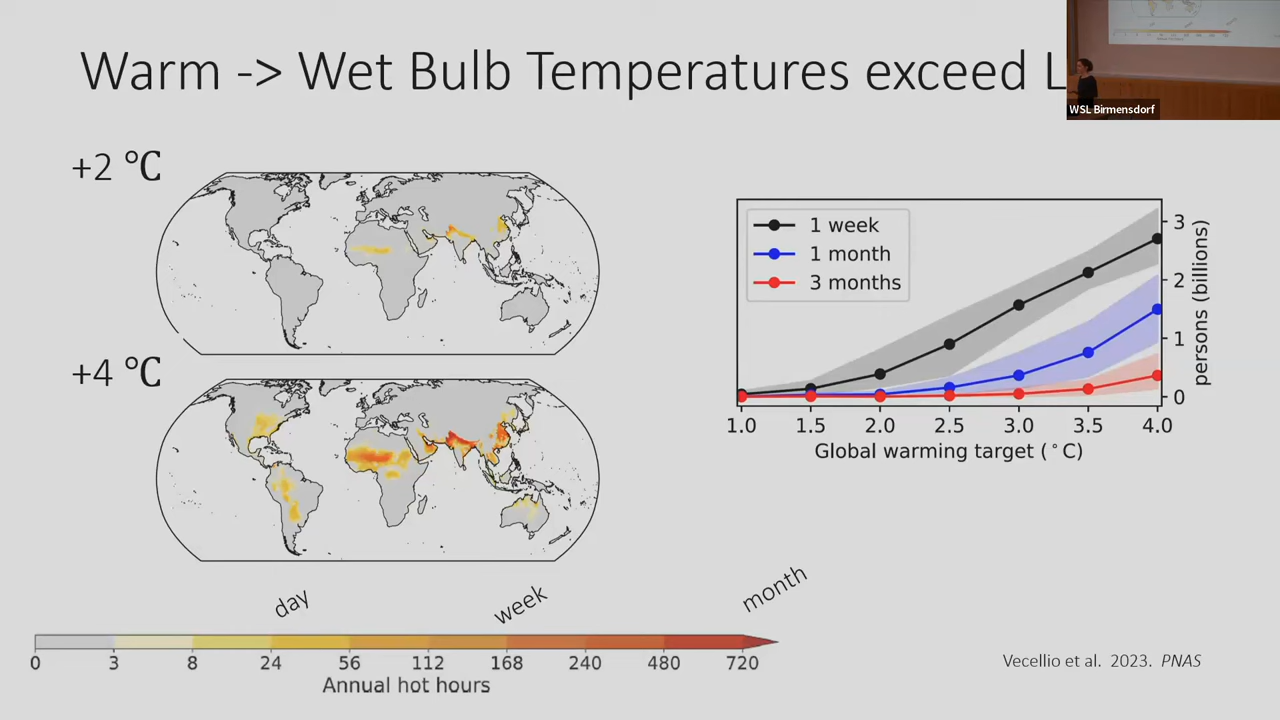 Warm -> Wet Bulb Temperatures exceed L
WSL Birmensdorf
+2 °C
+4 °C
1 week
1 month
3 months
3
2
1
0
persons (billions)
1.0 1.5 2.0 2.5 3.0 3.5 4.0
Global warming target (°C)
day week month
0 3 8 24 56 112 168 240 480 720
Annual hot hours
Vecellio et al. 2023. PNAS